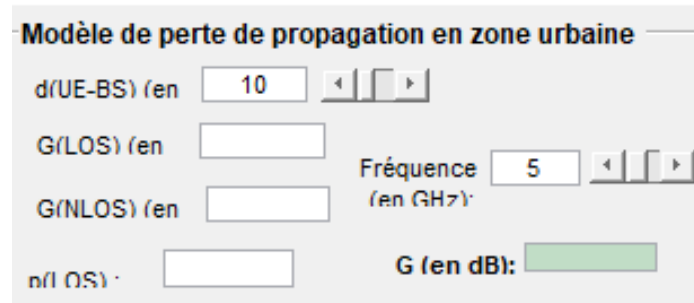 Modèle de perte de propagation en zone urbaine
d(UE-BS) (en 10
G(LOS) (en
Fréquence 5
(en GHz):
G(NLOS) (en
G (en dB):
p(LOS) :